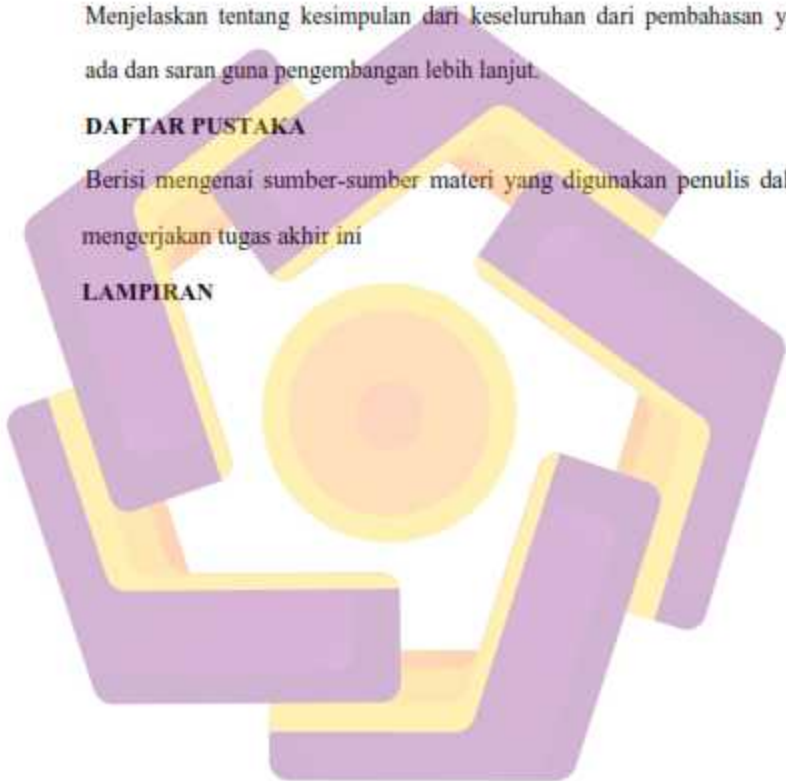 Menjelaskan tentang kesimpulan dari keseluruhan dari pembahasan y
ada dan saran guna pengembangan lebih lanjut.
DAFTAR PUSTAKA
Berisi mengenai sumber-sumber materi yang digunakan penulis dal
mengerjakan tugas akhir ini
LAMPIRAN